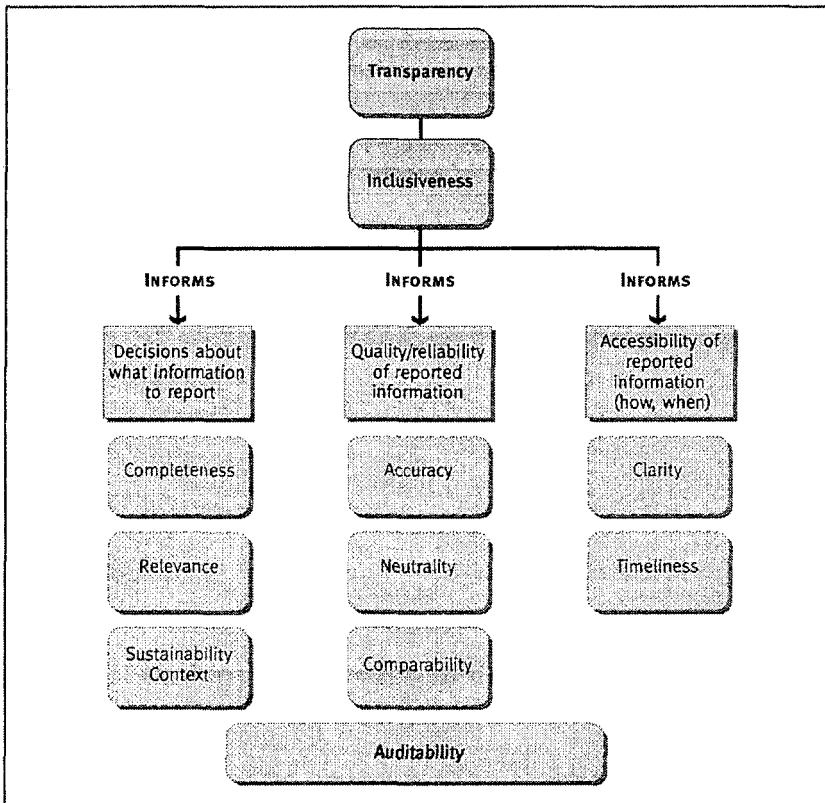 Transparency
Inclusiveness
INFORMS
INFORMS
INFORMS
Decisions about
what information
to report
Quality/reliability
of reported
information
Accessibility of
reported
information
(how, when)
Completeness
Accuracy
Clarity
Relevance
Neutrality
Timeliness
Sustainability
Context
Comparability
Auditability